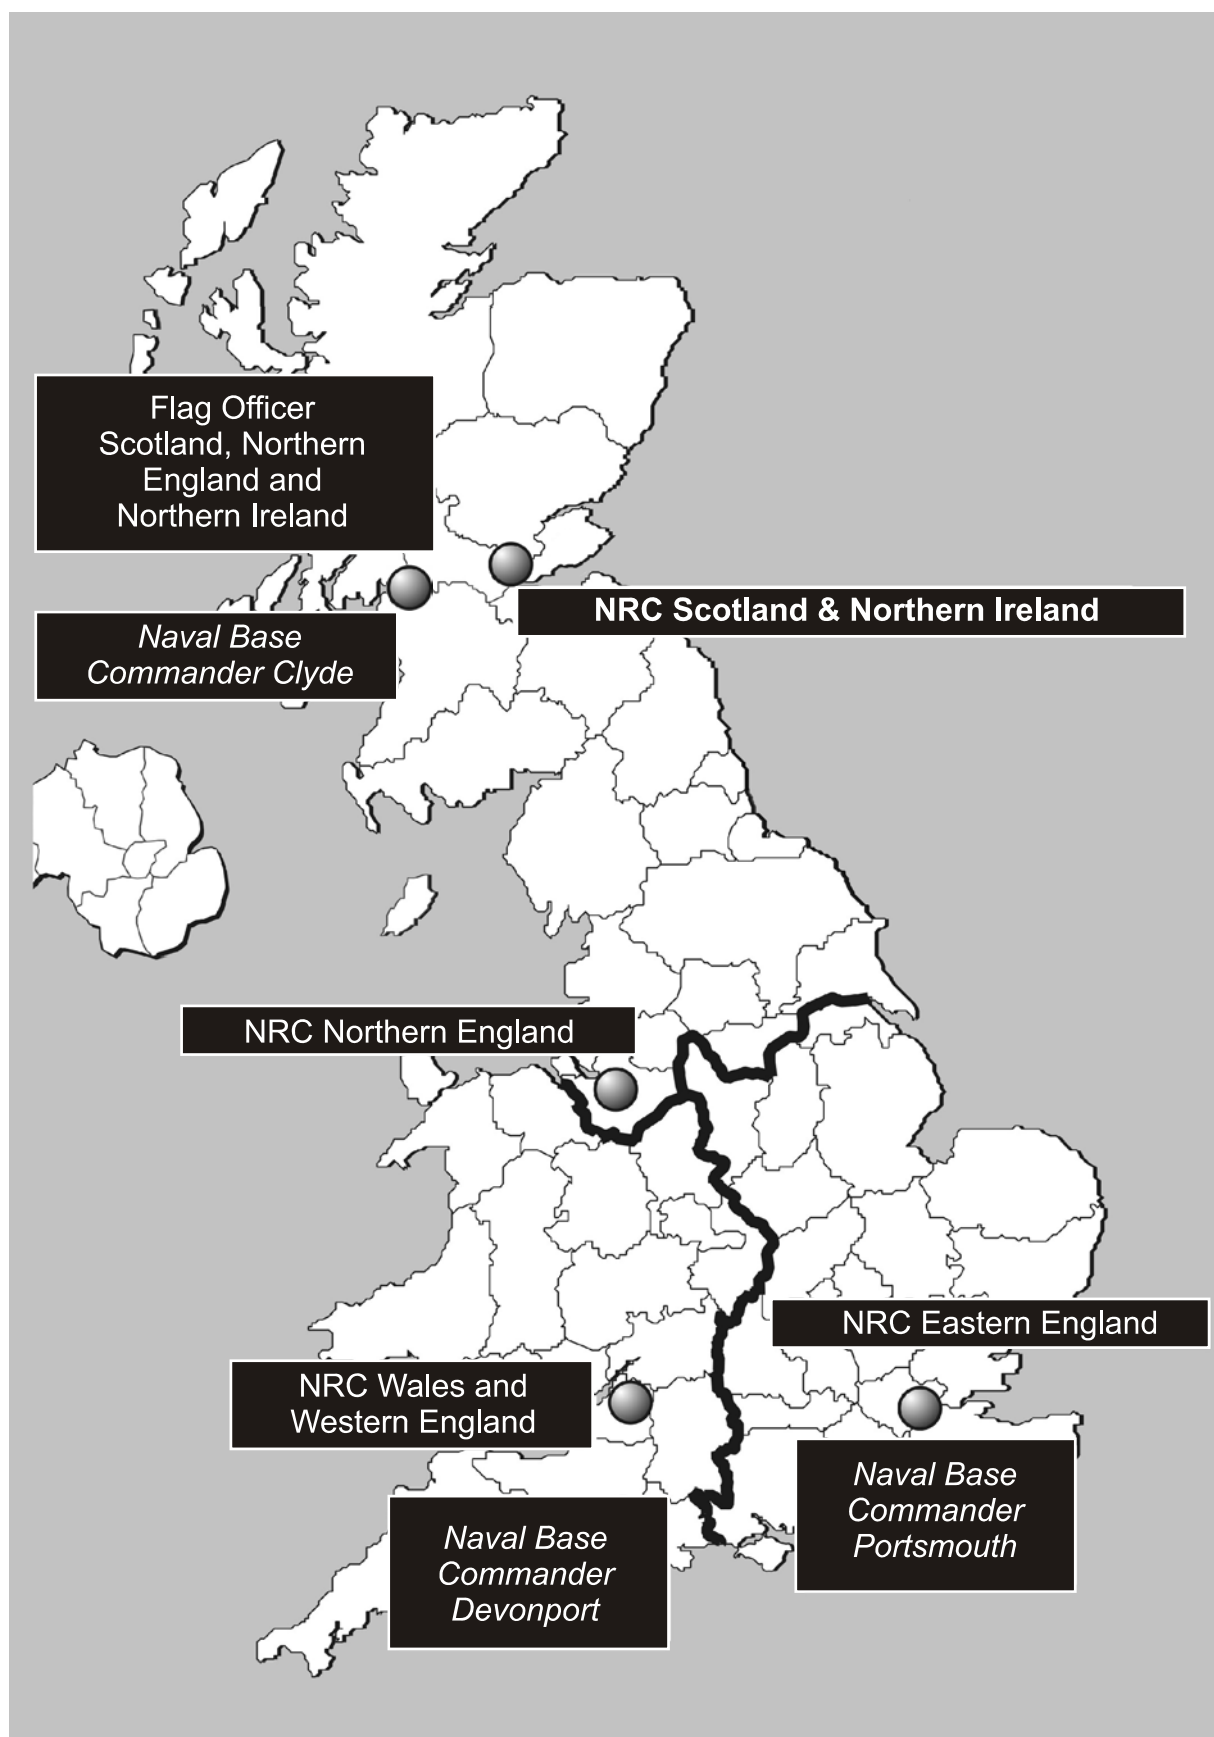 Flag Officer
Scotland, Northern
England and
Northern Ireland
NRC Scotland & Northern Ireland
Naval Base
Commander Clyde
NRC Northern England
NRC Eastern England
NRC Wales and
Western England
Naval Base
Commander
Portsmouth
Naval Base
Commander
Devonport